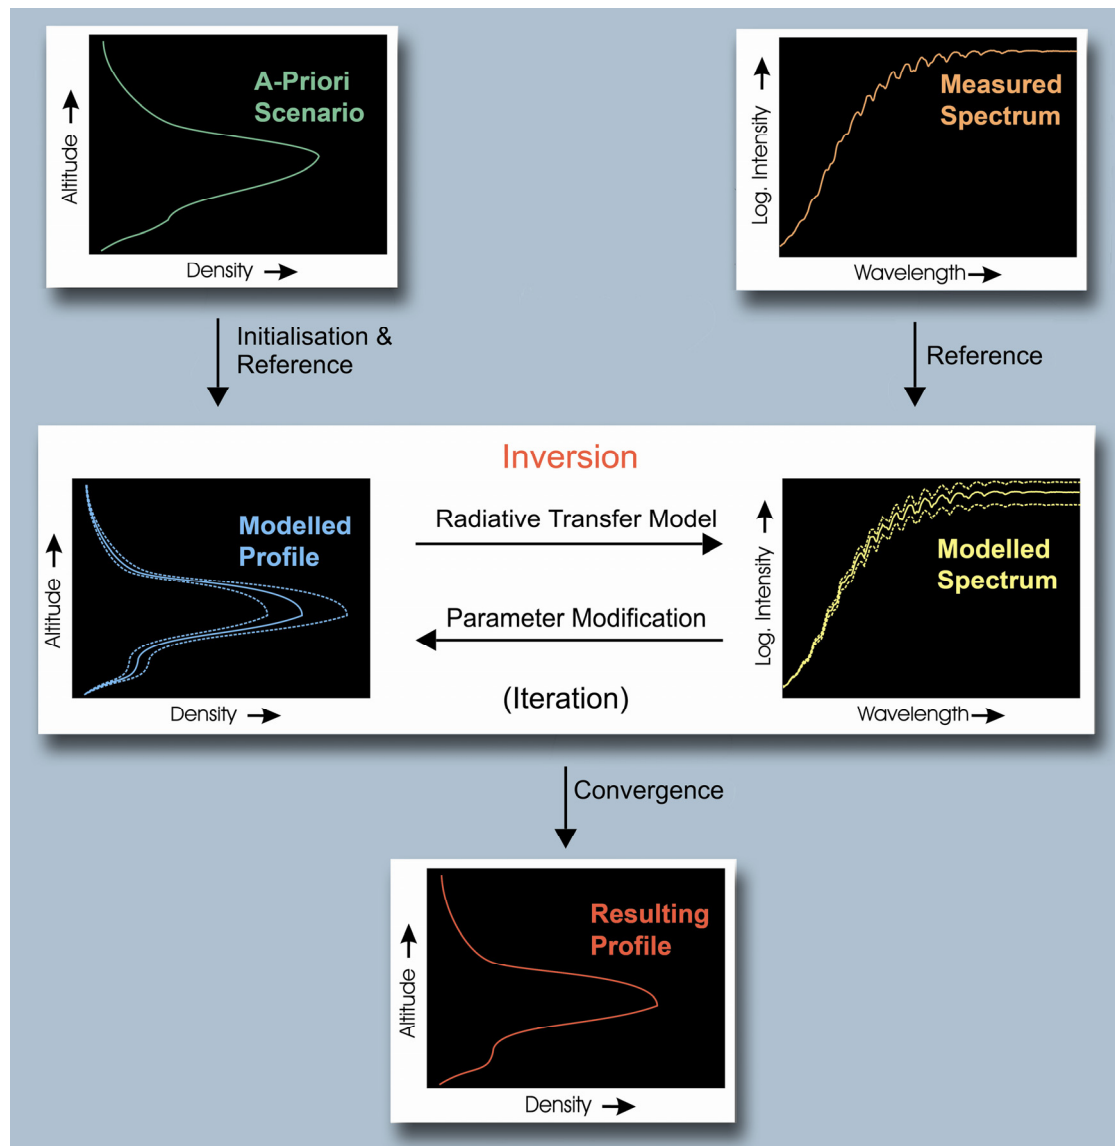 A-Priori
Scenario
Altitude
Density
Measured
Spectrum
Log. Intensity
Wavelength
Initialisation &
Reference
Reference
Inversion
Modelled
Profile
Altitude
Density
Radiative Transfer Model
Parameter Modification
(Iteration)
Modelled
Spectrum
Log. Intensity
Wavelength
Convergence
Resulting
Profile
Altitude
Density